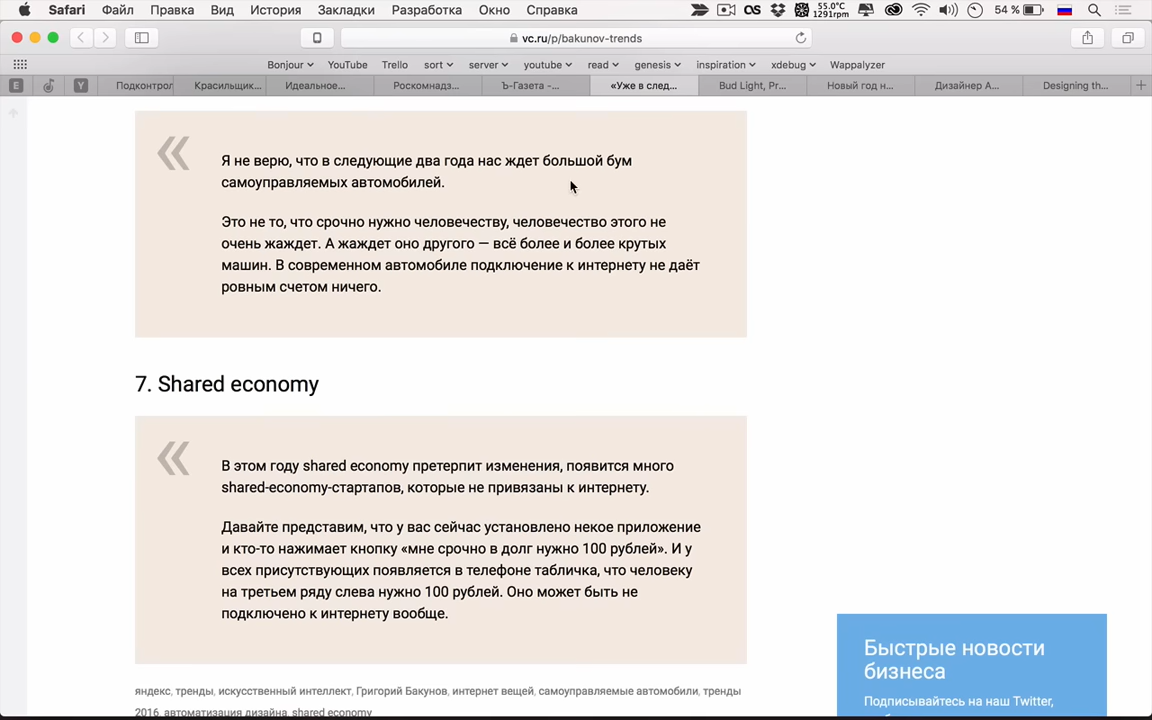 Safari Файл Правка Вид История Закладки Разработка Окно Справка 55.0°C 1291rpm 54 %
vc.ru/p/bakunov-trends
Bonjour YouTube Trello sort server youtube read genesis inspiration xdebug Wappalyzer
E Y Подконтрол Красильщик... Идеальное... Роскомнадз... Ъ-Газета -... «Уже в след... Bud Light, Pr... Новый год н... Дизайнер А... Designing th...
«
Я не верю, что в следующие два года нас ждет большой бум
самоуправляемых автомобилей.
Это не то, что срочно нужно человечеству, человечество этого не
очень жаждет. А жаждет оно другого — всё более и более крутых
машин. В современном автомобиле подключение к интернету не даёт
ровным счетом ничего.
7. Shared economy
«
В этом году shared economy претерпит изменения, появится много
shared-economy-стартапов, которые не привязаны к интернету.
Давайте представим, что у вас сейчас установлено некое приложение
и кто-то нажимает кнопку «мне срочно в долг нужно 100 рублей». И у
всех присутствующих появляется в телефоне табличка, что человеку
на третьем ряду слева нужно 100 рублей. Оно может быть не
подключено к интернету вообще.
яндекс, тренды, искусственный интеллект, Григорий Бакунов, интернет вещей, самоуправляемые автомобили, тренды
2016, автоматизация дизайна, shared economy
Быстрые новости
бизнеса
Подписывайтесь на наш Twitter,